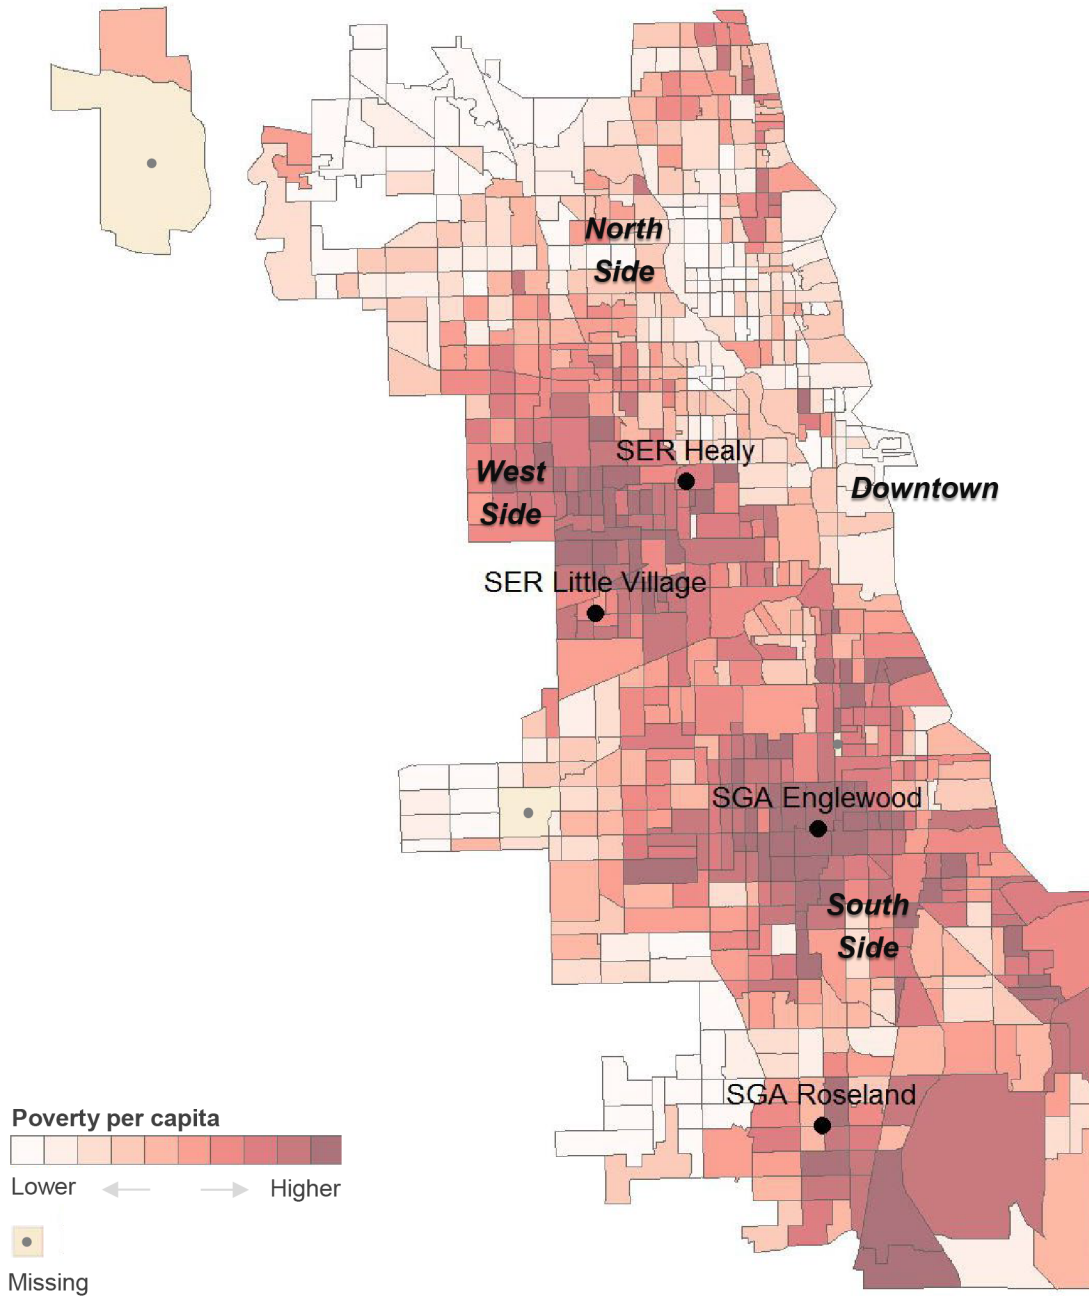 North
Side
SER Healy
West
Side
Downtown
SER Little Village
SGA Englewood
South
Side
SGA Roseland
Poverty per capita
Lower
Higher
Missing